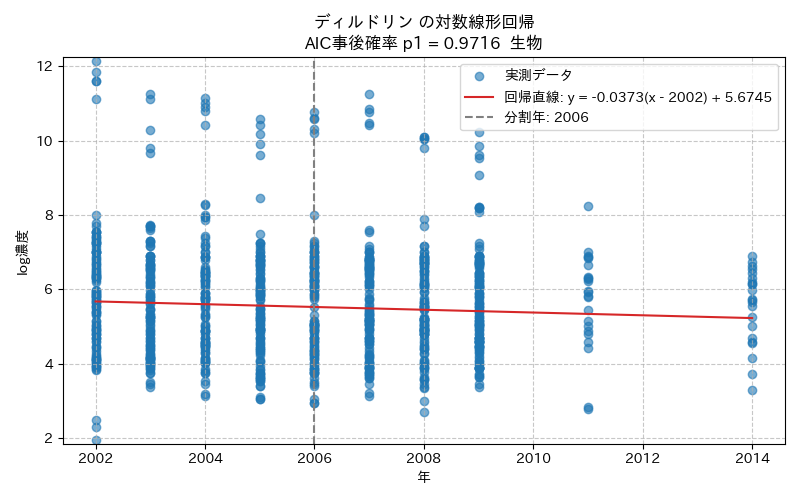 ディルドリン の対数線形回帰
AIC事後確率 p1 = 0.9716 生物
実測データ
回帰直線: y = -0.0373(x - 2002) + 5.6745
分割年: 2006
log濃度
12
10
8
6
4
2
2002 2004 2006 2008 2010 2012 2014
年